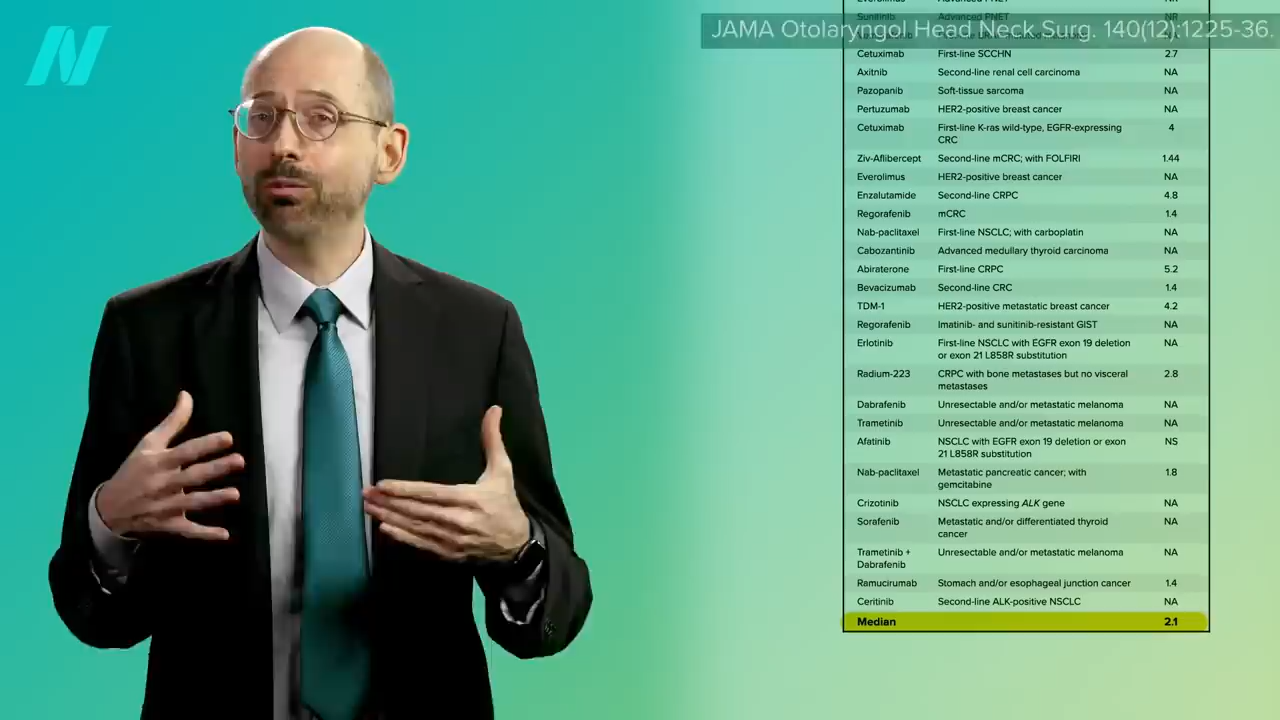 JAMA Otolaryngol Head Neck Surg. 140(12):1225-36.
Sunitinib Advanced PNET NR
Cetuximab First-line SCCHN 2.7
Axitnib Second-line renal cell carcinoma NA
Pazopanib Soft-tissue sarcoma NA
Pertuzumab HER2-positive breast cancer NA
Cetuximab First-line K-ras wild-type, EGFR-expressing 4
CRC
Ziv-Aflibercept Second-line mCRC; with FOLFIRI 1.44
Everolimus HER2-positive breast cancer NA
Enzalutamide Second-line CRPC 4.8
Regorafenib mCRC 1.4
Nab-paclitaxel First-line NSCLC; with carboplatin NA
Cabozantinib Advanced medullary thyroid carcinoma NA
Abiraterone First-line CRPC 5.2
Bevacizumab Second-line CRC 1.4
TDM-1 HER2-positive metastatic breast cancer 4.2
Regorafenib Imatinib- and sunitinib-resistant GIST NA
Erlotinib First-line NSCLC with EGFR exon 19 deletion NA
or exon 21 L858R substitution
Radium-223 CRPC with bone metastases but no visceral 2.8
metastases
Dabrafenib Unresectable and/or metastatic melanoma NA
Trametinib Unresectable and/or metastatic melanoma NA
Afatinib NSCLC with EGFR exon 19 deletion or exon NS
21 L858R substitution
Nab-paclitaxel Metastatic pancreatic cancer; with 1.8
gemcitabine
Crizotinib NSCLC expressing ALK gene NA
Sorafenib Metastatic and/or differentiated thyroid NA
cancer
Trametinib + Unresectable and/or metastatic melanoma NA
Dabrafenib
Ramucirumab Stomach and/or esophageal junction cancer 1.4
Ceritinib Second-line ALK-positive NSCLC NA
Median 2.1